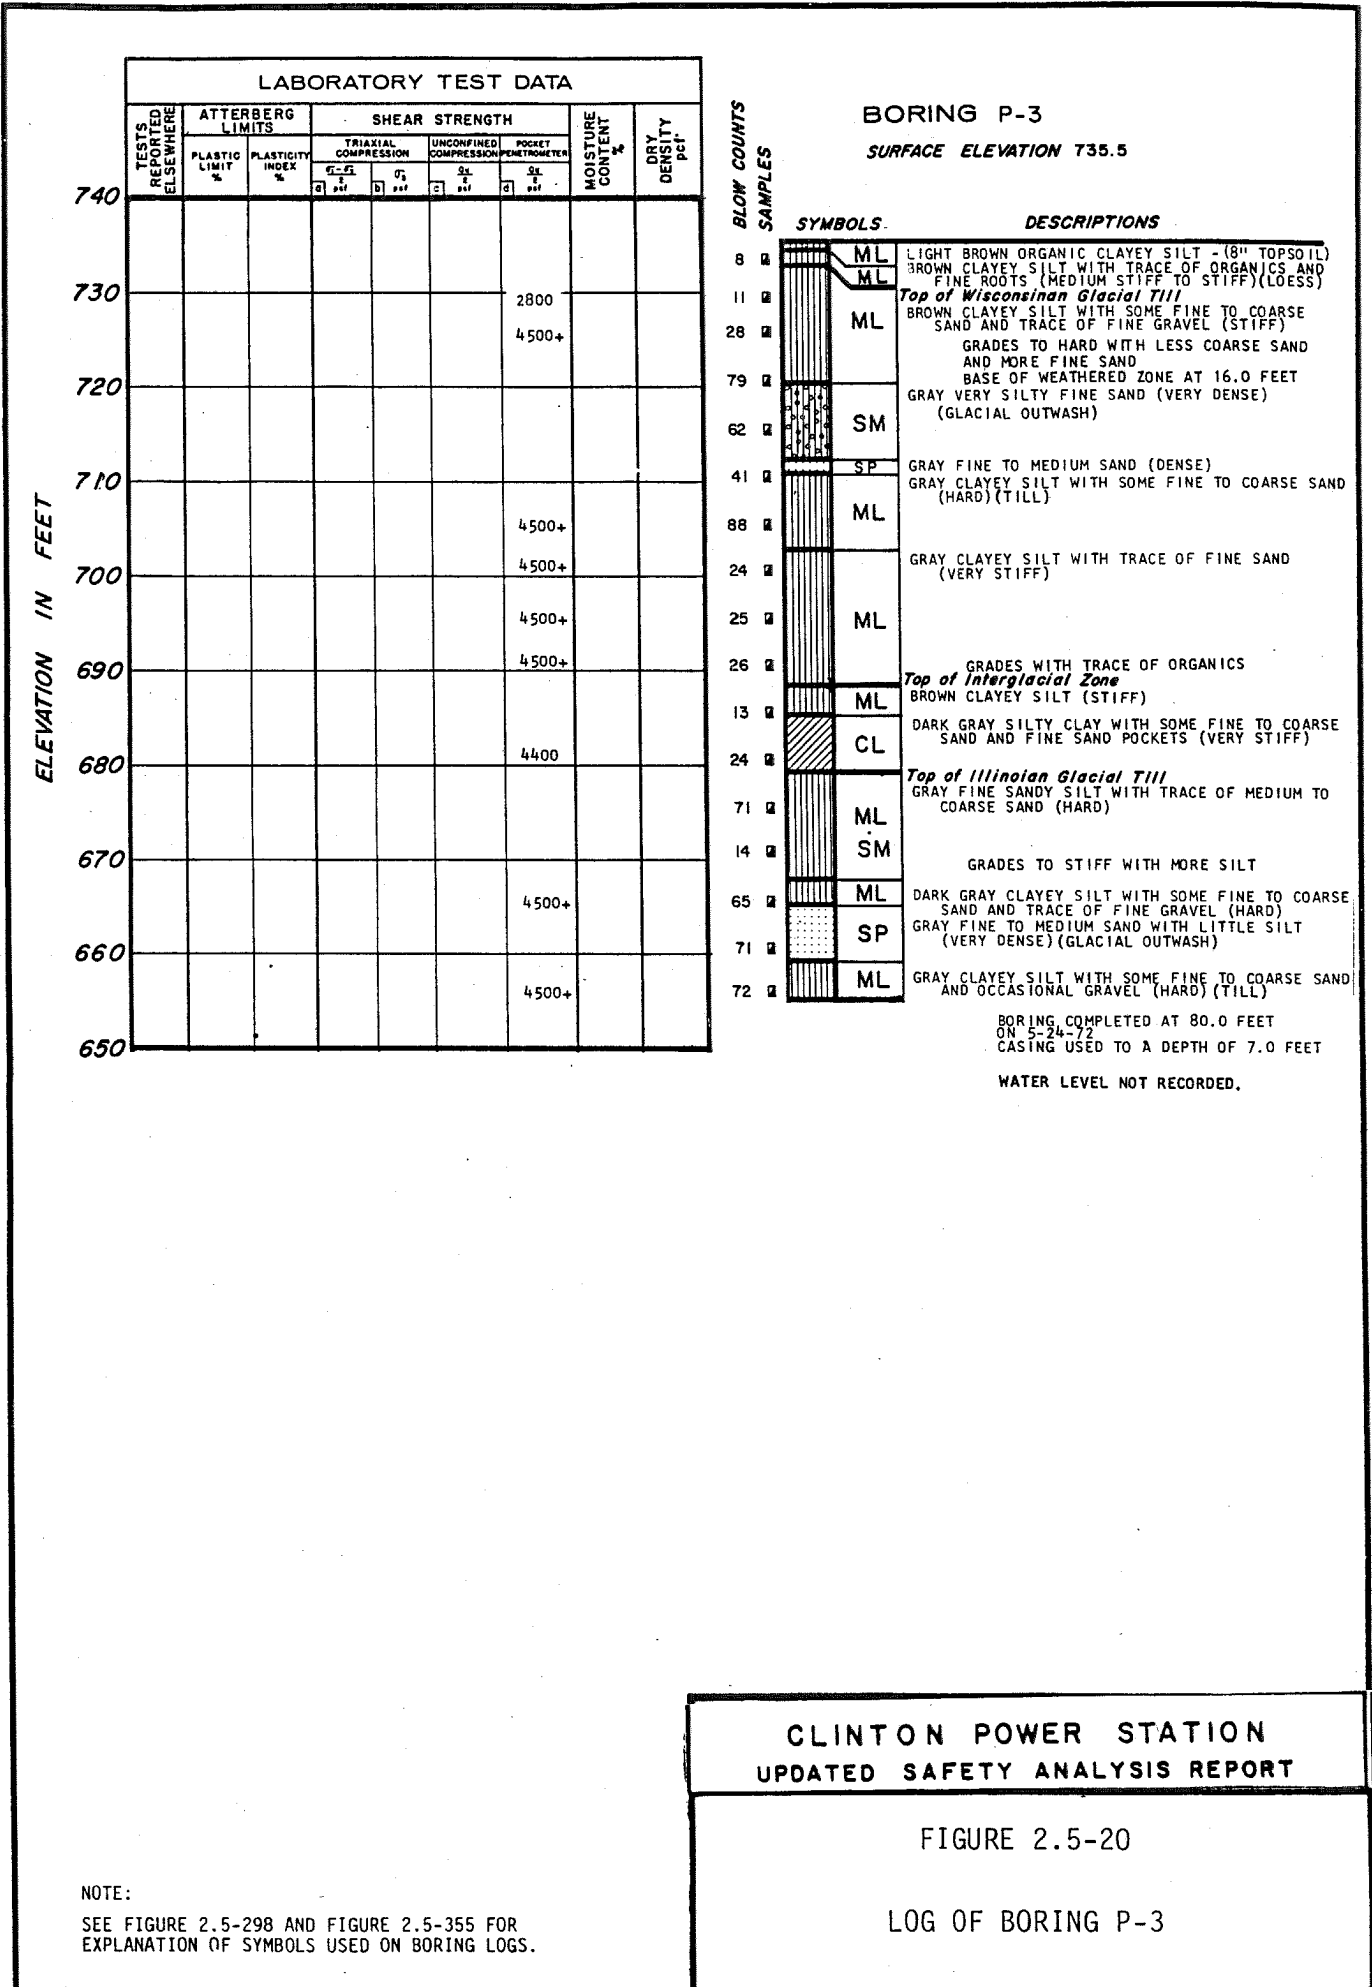 LABORATORY TEST DATA
TESTS REPORTED ELSEWHERE
ATTERBERG LIMITS
PLASTIC LIMIT %
PLASTICITY INDEX %
SHEAR STRENGTH
TRIAXIAL COMPRESSION
UNCONFINED COMPRESSION
POCKET PENETROMETER
a
psf
b
psf
c
psf
d
psf
MOISTURE CONTENT %
DRY DENSITY pcf
ELEVATION IN FEET
740
730
720
710
700
690
680
670
660
650
2800
4500+
4500+
4500+
4500+
4500+
4400
4500+
4500+
BLOW COUNTS
SAMPLES
BORING P-3
SURFACE ELEVATION 735.5
SYMBOLS
DESCRIPTIONS
8
ML
LIGHT BROWN ORGANIC CLAYEY SILT - (8" TOPSOIL)
ML
BROWN CLAYEY SILT WITH TRACE OF ORGANICS AND
FINE ROOTS (MEDIUM STIFF TO STIFF)(LOESS)
11
Top of Wisconsinan Glacial Till
ML
BROWN CLAYEY SILT WITH SOME FINE TO COARSE
SAND AND TRACE OF FINE GRAVEL (STIFF)
28
GRADES TO HARD WITH LESS COARSE SAND
AND MORE FINE SAND
79
BASE OF WEATHERED ZONE AT 16.0 FEET
GRAY VERY SILTY FINE SAND (VERY DENSE)
(GLACIAL OUTWASH)
62
SM
SP
GRAY FINE TO MEDIUM SAND (DENSE)
41
GRAY CLAYEY SILT WITH SOME FINE TO COARSE SAND
(HARD)(TILL)
ML
88
GRAY CLAYEY SILT WITH TRACE OF FINE SAND
(VERY STIFF)
24
25
ML
26
GRADES WITH TRACE OF ORGANICS
Top of Interglacial Zone
ML
BROWN CLAYEY SILT (STIFF)
13
DARK GRAY SILTY CLAY WITH SOME FINE TO COARSE
SAND AND FINE SAND POCKETS (VERY STIFF)
CL
24
Top of Illinoian Glacial Till
GRAY FINE SANDY SILT WITH TRACE OF MEDIUM TO
COARSE SAND (HARD)
71
ML
SM
14
GRADES TO STIFF WITH MORE SILT
65
ML
DARK GRAY CLAYEY SILT WITH SOME FINE TO COARSE
SAND AND TRACE OF FINE GRAVEL (HARD)
SP
GRAY FINE TO MEDIUM SAND WITH LITTLE SILT
(VERY DENSE)(GLACIAL OUTWASH)
71
72
ML
GRAY CLAYEY SILT WITH SOME FINE TO COARSE SAND
AND OCCASIONAL GRAVEL (HARD)(TILL)
BORING COMPLETED AT 80.0 FEET
ON 5-24-72
CASING USED TO A DEPTH OF 7.0 FEET
WATER LEVEL NOT RECORDED.
CLINTON POWER STATION
UPDATED SAFETY ANALYSIS REPORT
FIGURE 2.5-20
LOG OF BORING P-3
NOTE:
SEE FIGURE 2.5-298 AND FIGURE 2.5-355 FOR
EXPLANATION OF SYMBOLS USED ON BORING LOGS.